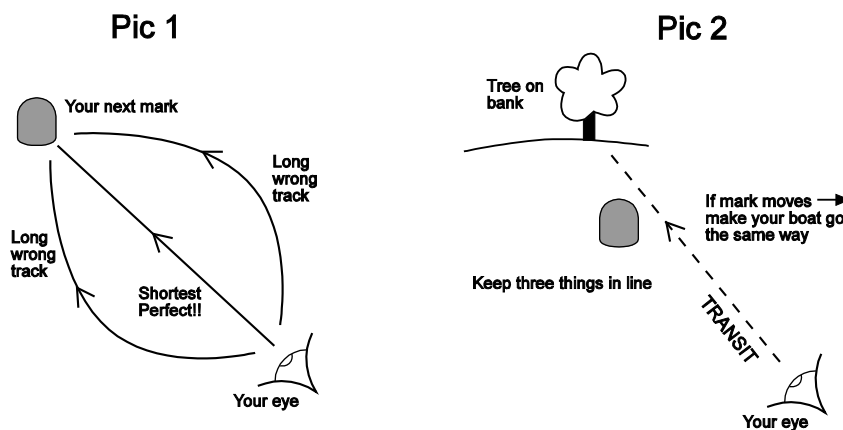 Pic 1
Your next mark
Long
wrong
track
Long
wrong
track
Shortest
Perfect!!
Your eye
Pic 2
Tree on
bank
If mark moves
make your boat go
the same way
Keep three things in line
TRANSIT
Your eye